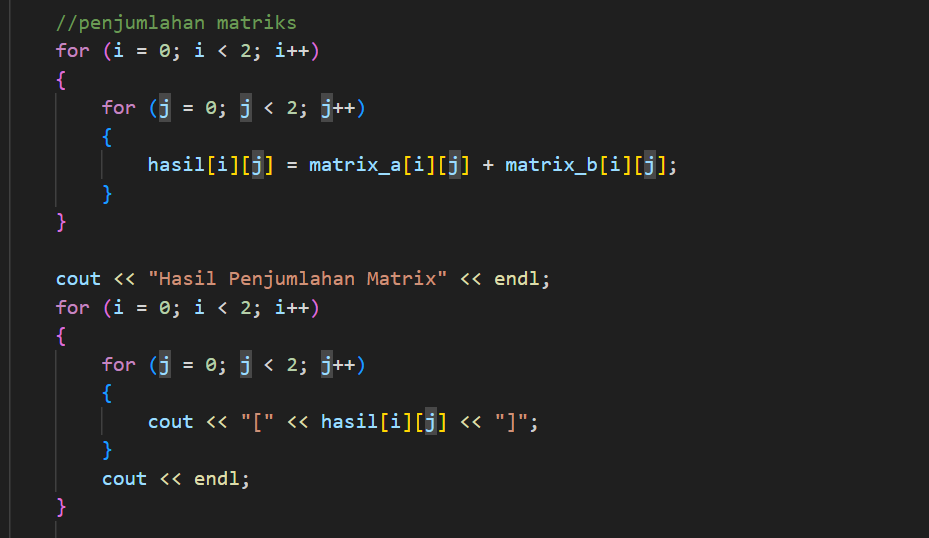 //penjumlahan matriks
for (i = 0; i < 2; i++)
{
    for (j = 0; j < 2; j++)
    {
        hasil[i][j] = matrix_a[i][j] + matrix_b[i][j];
    }
}

cout << "Hasil Penjumlahan Matrix" << endl;
for (i = 0; i < 2; i++)
{
    for (j = 0; j < 2; j++)
    {
        cout << "[" << hasil[i][j] << "]";
    }
    cout << endl;
}